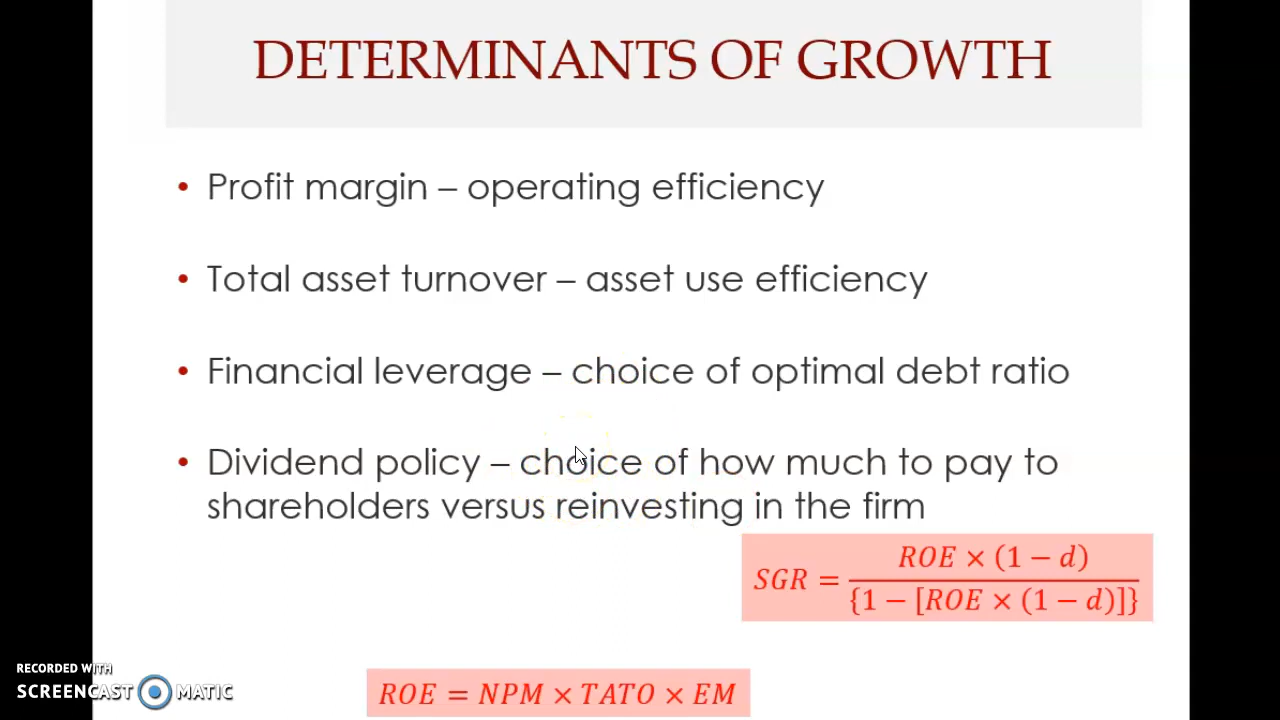 DETERMINANTS OF GROWTH
• Profit margin – operating efficiency
• Total asset turnover – asset use efficiency
• Financial leverage – choice of optimal debt ratio
• Dividend policy – choice of how much to pay to
shareholders versus reinvesting in the firm
SGR = ROE × (1 − d) / {1 − [ROE × (1 − d)]}
RECORDED WITH
SCREENCAST MATIC
ROE = NPM × TATO × EM